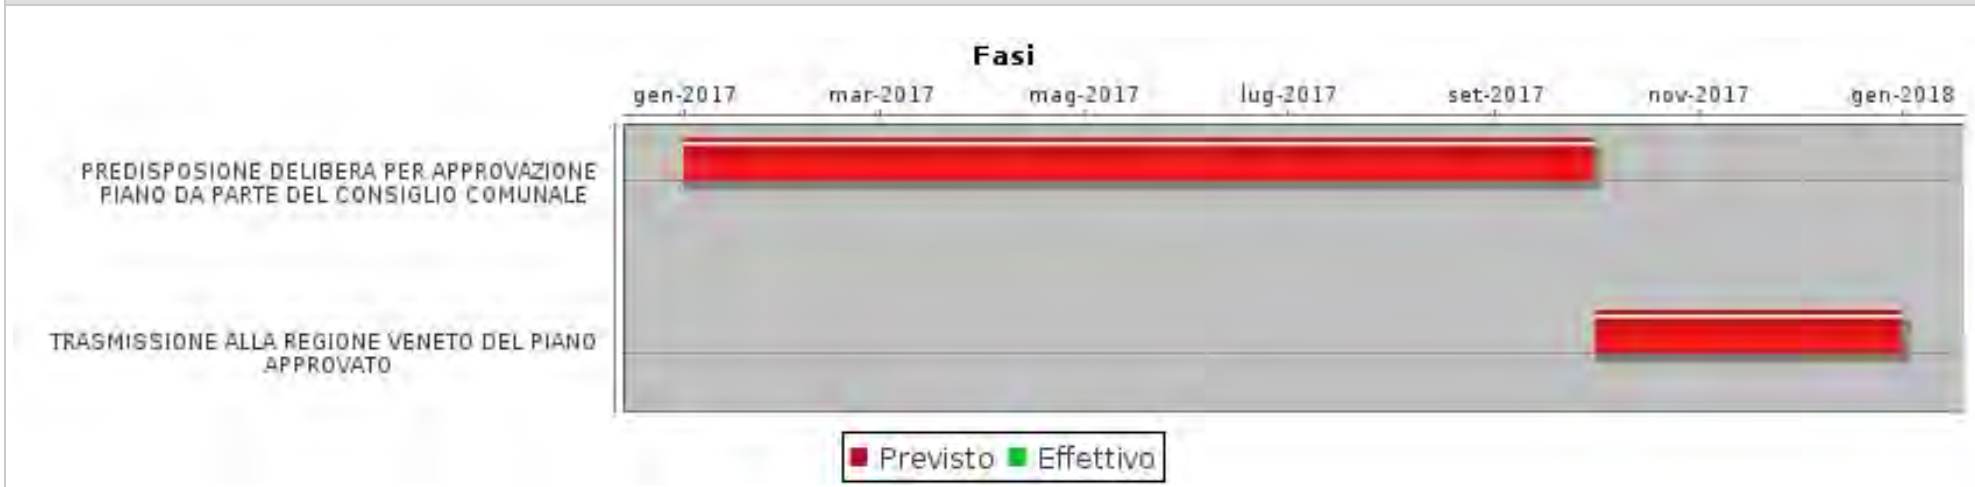 Fasi
gen-2017 mar-2017 mag-2017 lug-2017 set-2017 nov-2017 gen-2018
PREDISPOSIONE DELIBERA PER APPROVAZIONE
PIANO DA PARTE DEL CONSIGLIO COMUNALE
TRASMISSIONE ALLA REGIONE VENETO DEL PIANO
APPROVATO
Previsto Effettivo